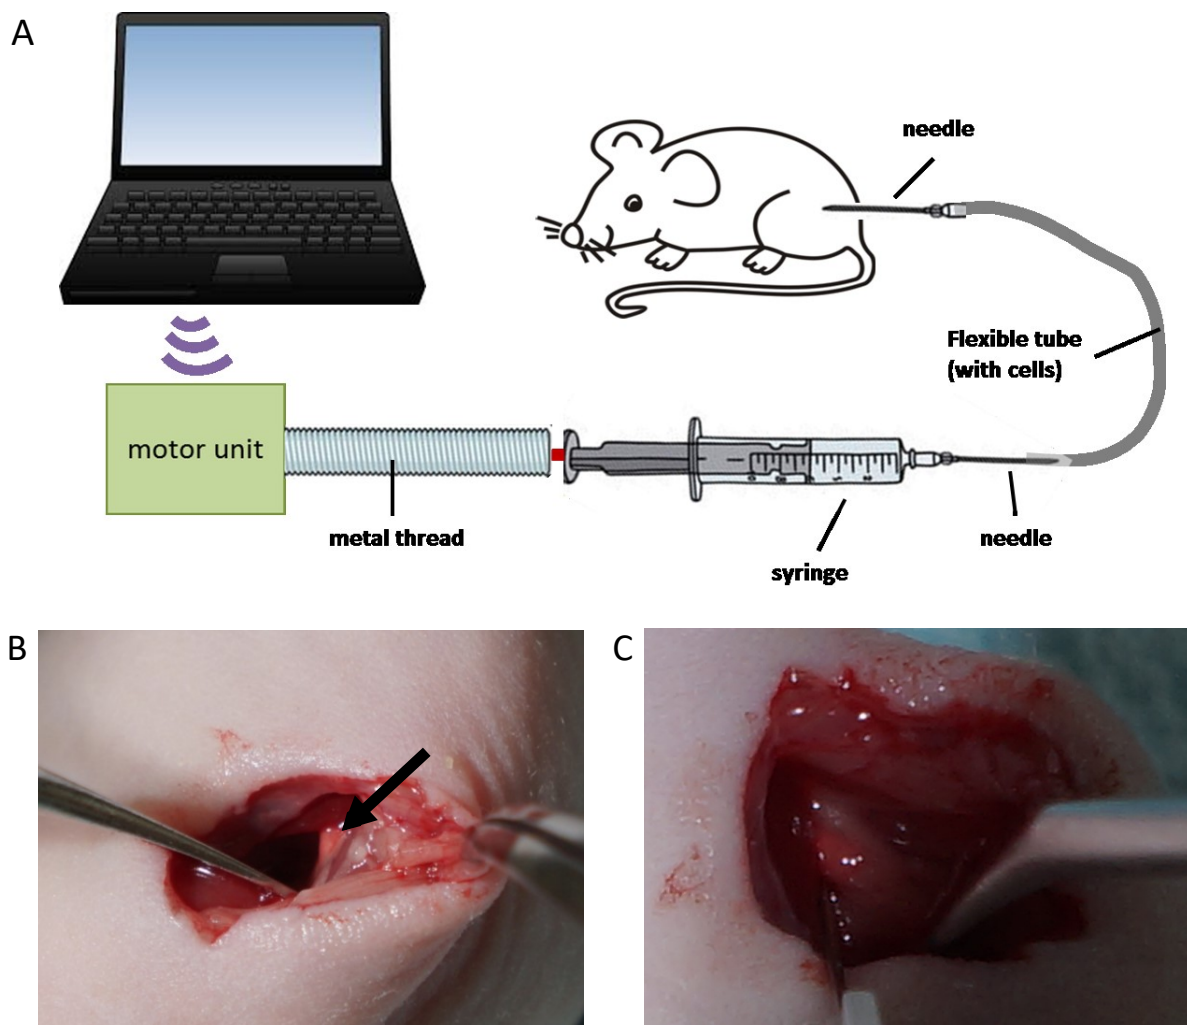 A
needle
Flexible tube
(with cells)
motor unit
metal thread
needle
syringe
B
C